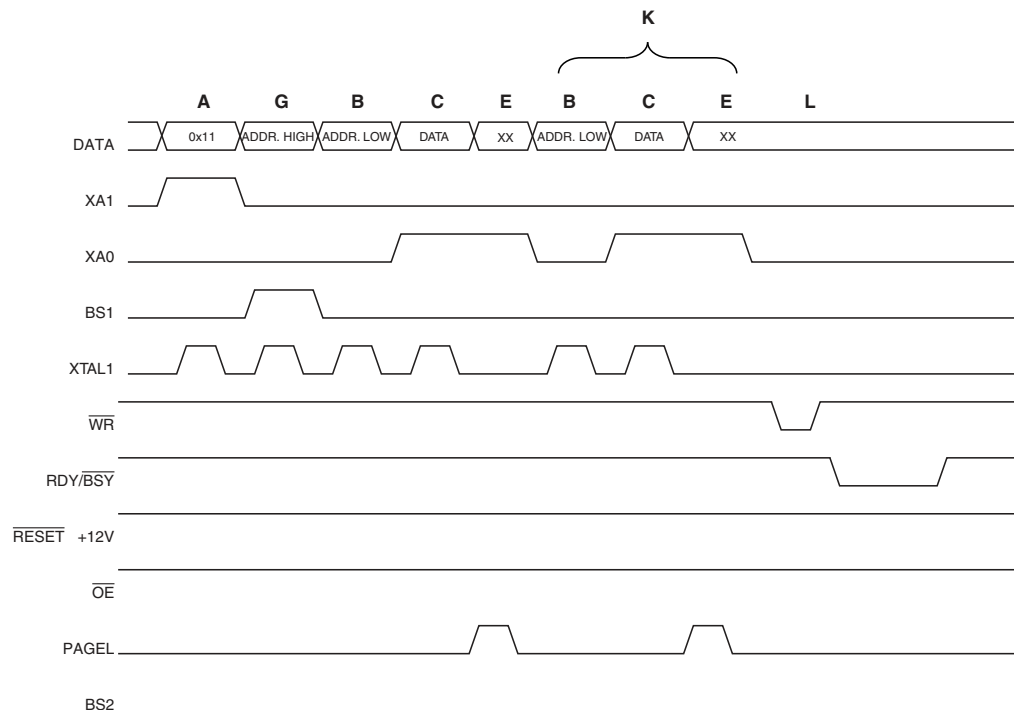 K
A G B C E B C E L
DATA 0x11 ADDR. HIGH ADDR. LOW DATA XX ADDR. LOW DATA XX
XA1
XA0
BS1
XTAL1
WR
RDY/BSY
RESET +12V
OE
PAGEL
BS2